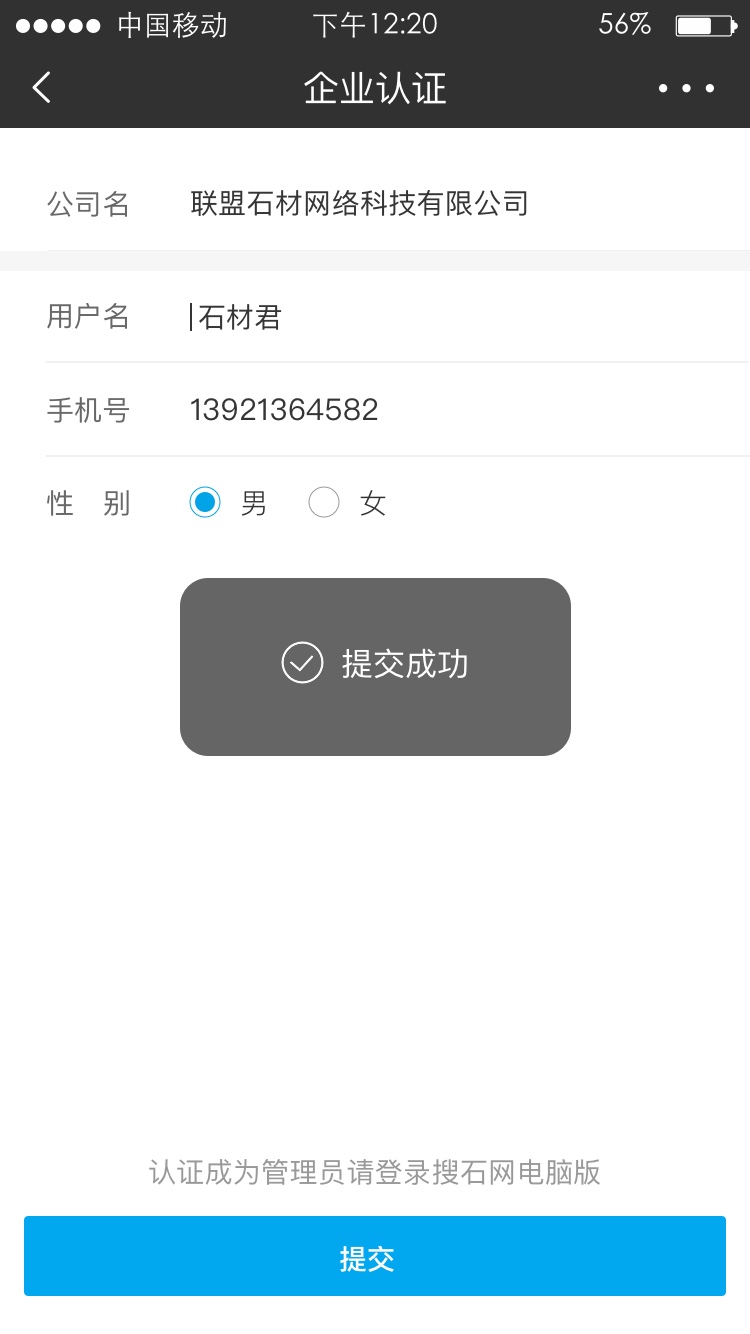 中国移动 下午12:20 56%
企业认证
公司名 联盟石材网络科技有限公司
用户名 石材君
手机号 13921364582
性 别 男 女
提交成功
认证成为管理员请登录搜石网电脑版
提交